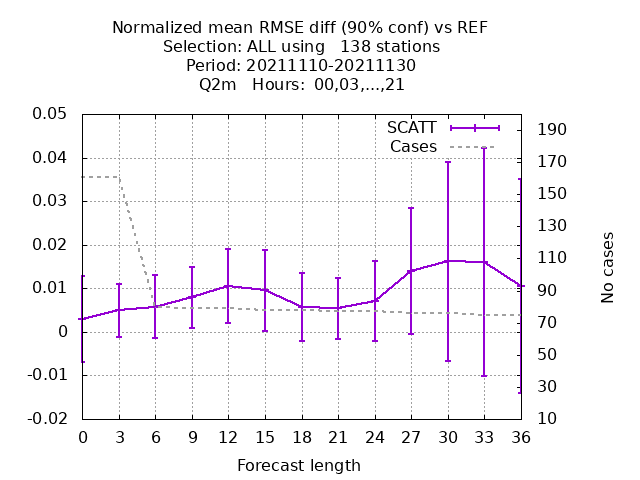 Normalized mean RMSE diff (90% conf) vs REF
Selection: ALL using   138 stations
Period: 20211110-20211130
Q2m   Hours: 00,03,...,21
SCATT
Cases
0.05
0.04
0.03
0.02
0.01
0
-0.01
-0.02
190
170
150
130
110
90
70
50
30
10
No cases
0 3 6 9 12 15 18 21 24 27 30 33 36
Forecast length